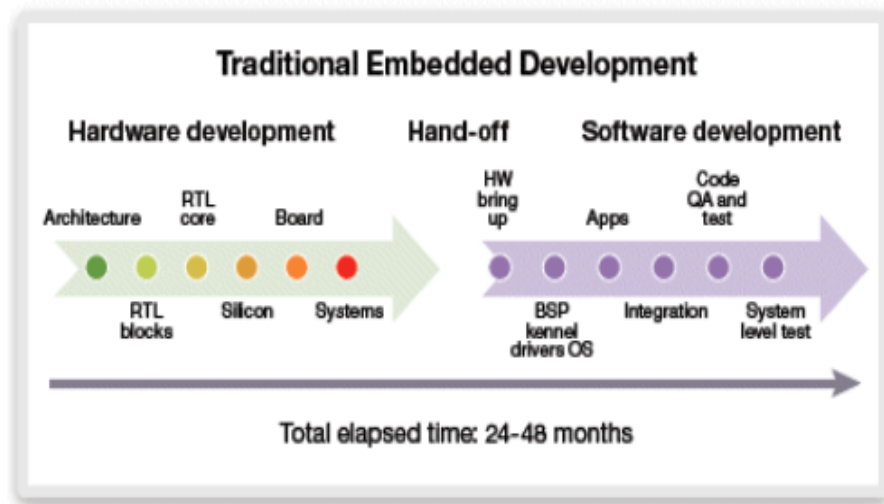 Traditional Embedded Development
Hardware development
Hand-off
Software development
Architecture
RTL
core
Board
RTL
blocks
Silicon
Systems
HW
bring
up
Apps
Code
QA and
test
BSP
kernel
drivers OS
Integration
System
level test
Total elapsed time: 24-48 months